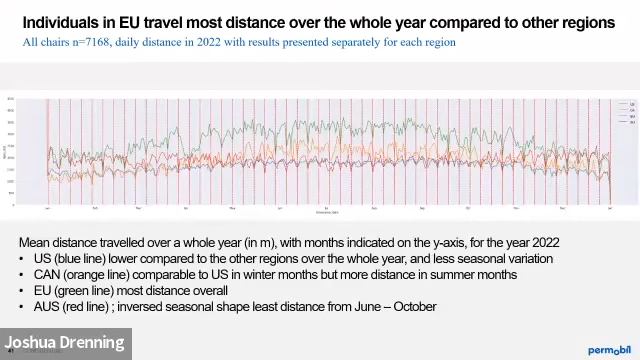 Individuals in EU travel most distance over the whole year compared to other regions
All chairs n=7168, daily distance in 2022 with results presented separately for each region
Mean distance travelled over a whole year (in m), with months indicated on the y-axis, for the year 2022
• US (blue line) lower compared to the other regions over the whole year, and less seasonal variation
• CAN (orange line) comparable to US in winter months but more distance in summer months
• EU (green line) most distance overall
• AUS (red line) ; inversed seasonal shape least distance from June – October
Joshua Drenning
41
permobil